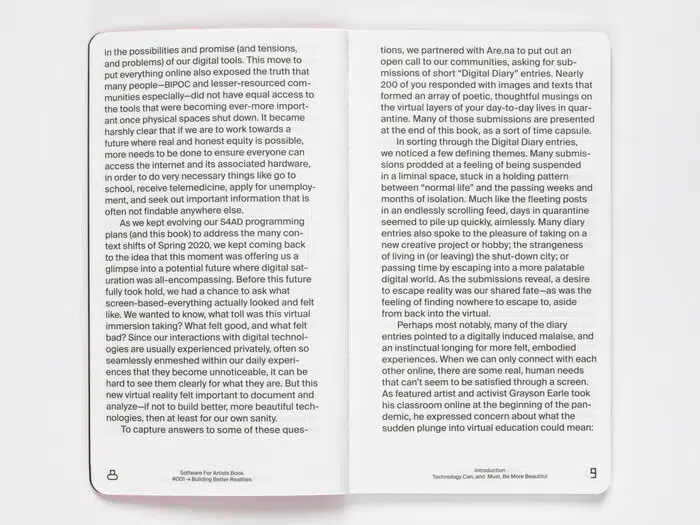 in the possibilities and promise (and tensions,
and problems) of our digital tools. This move to
put everything online also exposed the truth that
many people—BIPOC and lesser-resourced com-
munities especially—did not have equal access to
the tools that were becoming ever-more import-
ant once physical spaces shut down. It became
harshly clear that if we are to work towards a
future where real and honest equity is possible,
more needs to be done to ensure everyone can
access the internet and its associated hardware,
in order to do very necessary things like go to
school, receive telemedicine, apply for unemploy-
ment, and seek out important information that is
often not findable anywhere else.
As we kept evolving our S4AD programming
plans (and this book) to address the many con-
text shifts of Spring 2020, we kept coming back
to the idea that this moment was offering us a
glimpse into a potential future where digital sat-
uration was all-encompassing. Before this future
fully took hold, we had a chance to ask what
screen-based-everything actually looked and felt
like. We wanted to know, what toll was this virtual
immersion taking? What felt good, and what felt
bad? Since our interactions with digital technol-
ogies are usually experienced privately, often so
seamlessly enmeshed within our daily experi-
ences that they become unnoticeable, it can be
hard to see them clearly for what they are. But this
new virtual reality felt important to document and
analyze—if not to build better, more beautiful tech-
nologies, then at least for our own sanity.
To capture answers to some of these ques-
8
Software For Artists Book
#001 → Building Better Realities
tions, we partnered with Are.na to put out an
open call to our communities, asking for sub-
missions of short “Digital Diary” entries. Nearly
200 of you responded with images and texts that
formed an array of poetic, thoughtful musings on
the virtual layers of your day-to-day lives in quar-
antine. Many of those submissions are presented
at the end of this book, as a sort of time capsule.
In sorting through the Digital Diary entries,
we noticed a few defining themes. Many submis-
sions prodded at a feeling of being suspended
in a liminal space, stuck in a holding pattern
between “normal life” and the passing weeks and
months of isolation. Much like the fleeting posts
in an endlessly scrolling feed, days in quarantine
seemed to pile up quickly, aimlessly. Many diary
entries also spoke to the pleasure of taking on a
new creative project or hobby; the strangeness
of living in (or leaving) the shut-down city; or
passing time by escaping into a more palatable
digital world. As the submissions reveal, a desire
to escape reality was our shared fate—as was the
feeling of finding nowhere to escape to, aside
from back into the virtual.
Perhaps most notably, many of the diary
entries pointed to a digitally induced malaise, and
an instinctual longing for more felt, embodied
experiences. When we can only connect with each
other online, there are some real, human needs
that can’t seem to be satisfied through a screen.
As featured artist and activist Grayson Earle took
his classroom online at the beginning of the pan-
demic, he expressed concern about what the
sudden plunge into virtual education could mean:
Introduction
Technology Can, and Must, Be More Beautiful
9